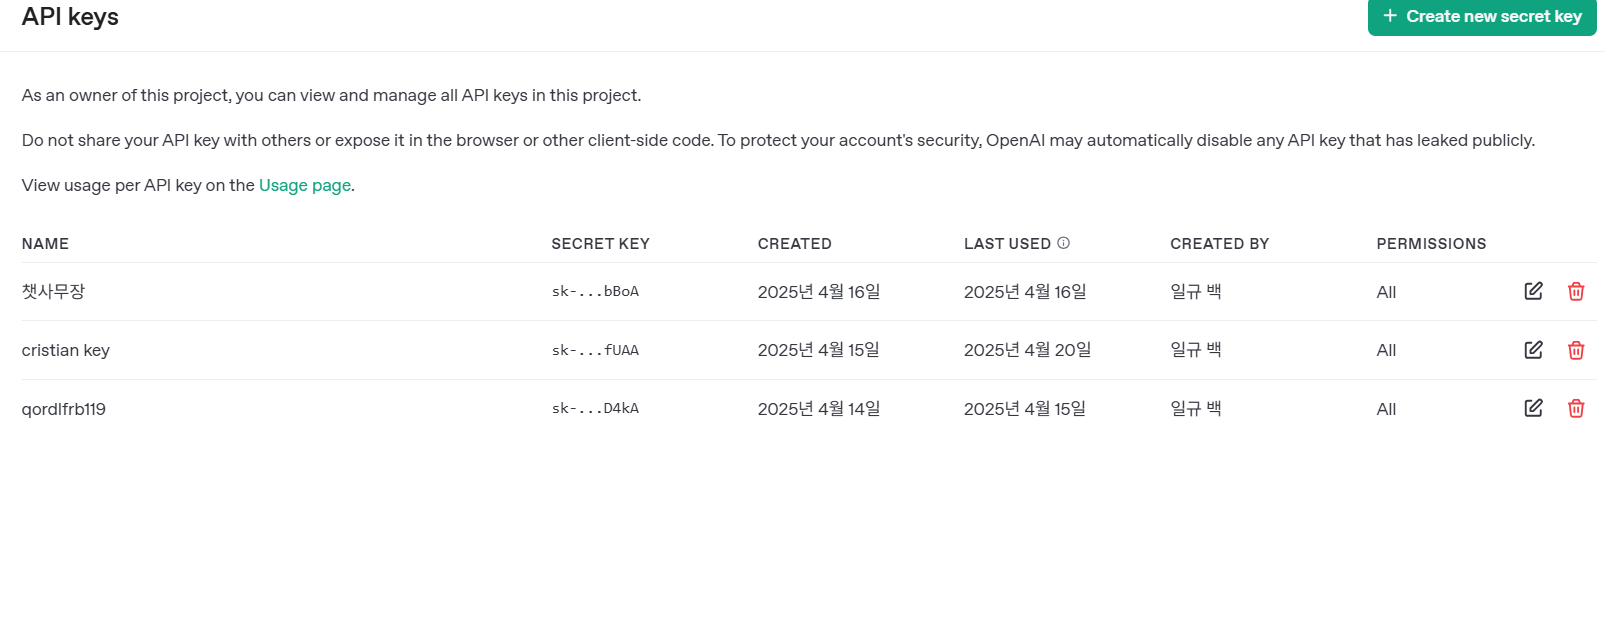 API keys
+ Create new secret key
As an owner of this project, you can view and manage all API keys in this project.
Do not share your API key with others or expose it in the browser or other client-side code. To protect your account's security, OpenAI may automatically disable any API key that has leaked publicly.
View usage per API key on the Usage page.
NAME SECRET KEY CREATED LAST USED CREATED BY PERMISSIONS
챗사무장 sk-...bBoA 2025년 4월 16일 2025년 4월 16일 일규 백 All
cristian key sk-...fUAA 2025년 4월 15일 2025년 4월 20일 일규 백 All
qordlfrb119 sk-...D4kA 2025년 4월 14일 2025년 4월 15일 일규 백 All